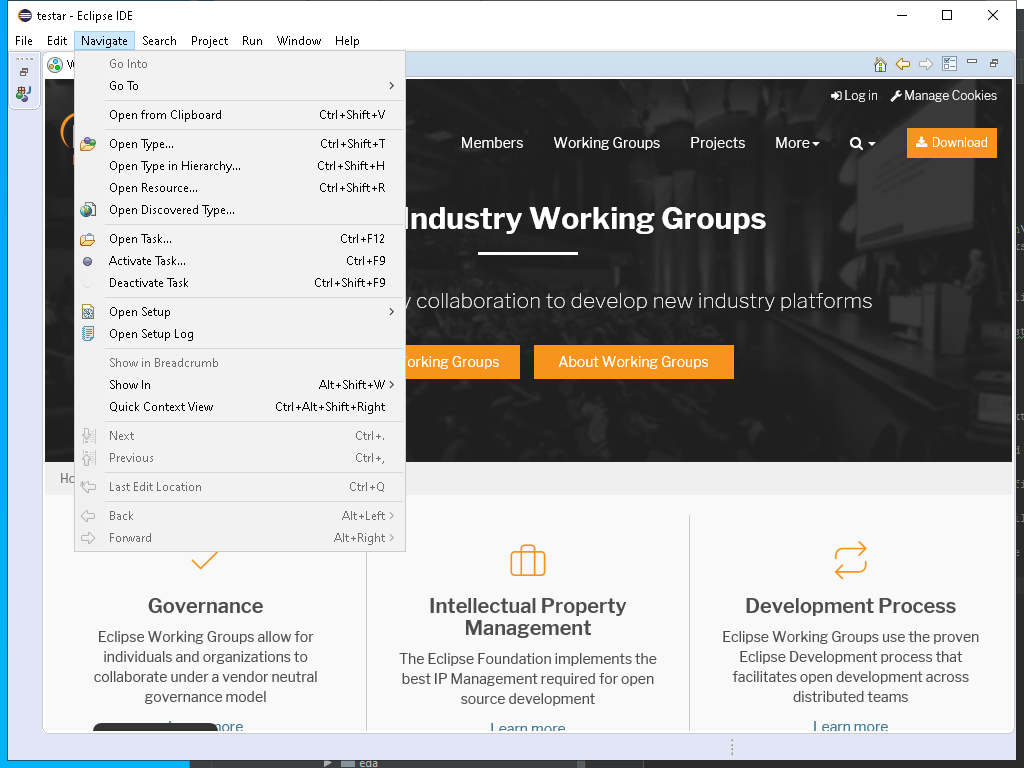 testar - Eclipse IDE
File Edit Navigate Search Project Run Window Help
Go Into
Go To
Open from Clipboard Ctrl+Shift+V
Open Type... Ctrl+Shift+T
Open Type in Hierarchy... Ctrl+Shift+H
Open Resource... Ctrl+Shift+R
Open Discovered Type...
Open Task... Ctrl+F12
Activate Task... Ctrl+F9
Deactivate Task Ctrl+Shift+F9
Open Setup
Open Setup Log
Show in Breadcrumb
Show In Alt+Shift+W
Quick Context View Ctrl+Alt+Shift+Right
Next Ctrl+.
Previous Ctrl+,
Last Edit Location Ctrl+Q
Back Alt+Left
Forward Alt+Right
Log in Manage Cookies
Members Working Groups Projects More Download
Industry Working Groups
collaboration to develop new industry platforms
orking Groups About Working Groups
Ho
Governance
Eclipse Working Groups allow for
individuals and organizations to
collaborate under a vendor neutral
governance model
more
Intellectual Property
Management
The Eclipse Foundation implements the
best IP Management required for open
source development
Learn more
Development Process
Eclipse Working Groups use the proven
Eclipse Development process that
facilitates open development across
distributed teams
Learn more
eda